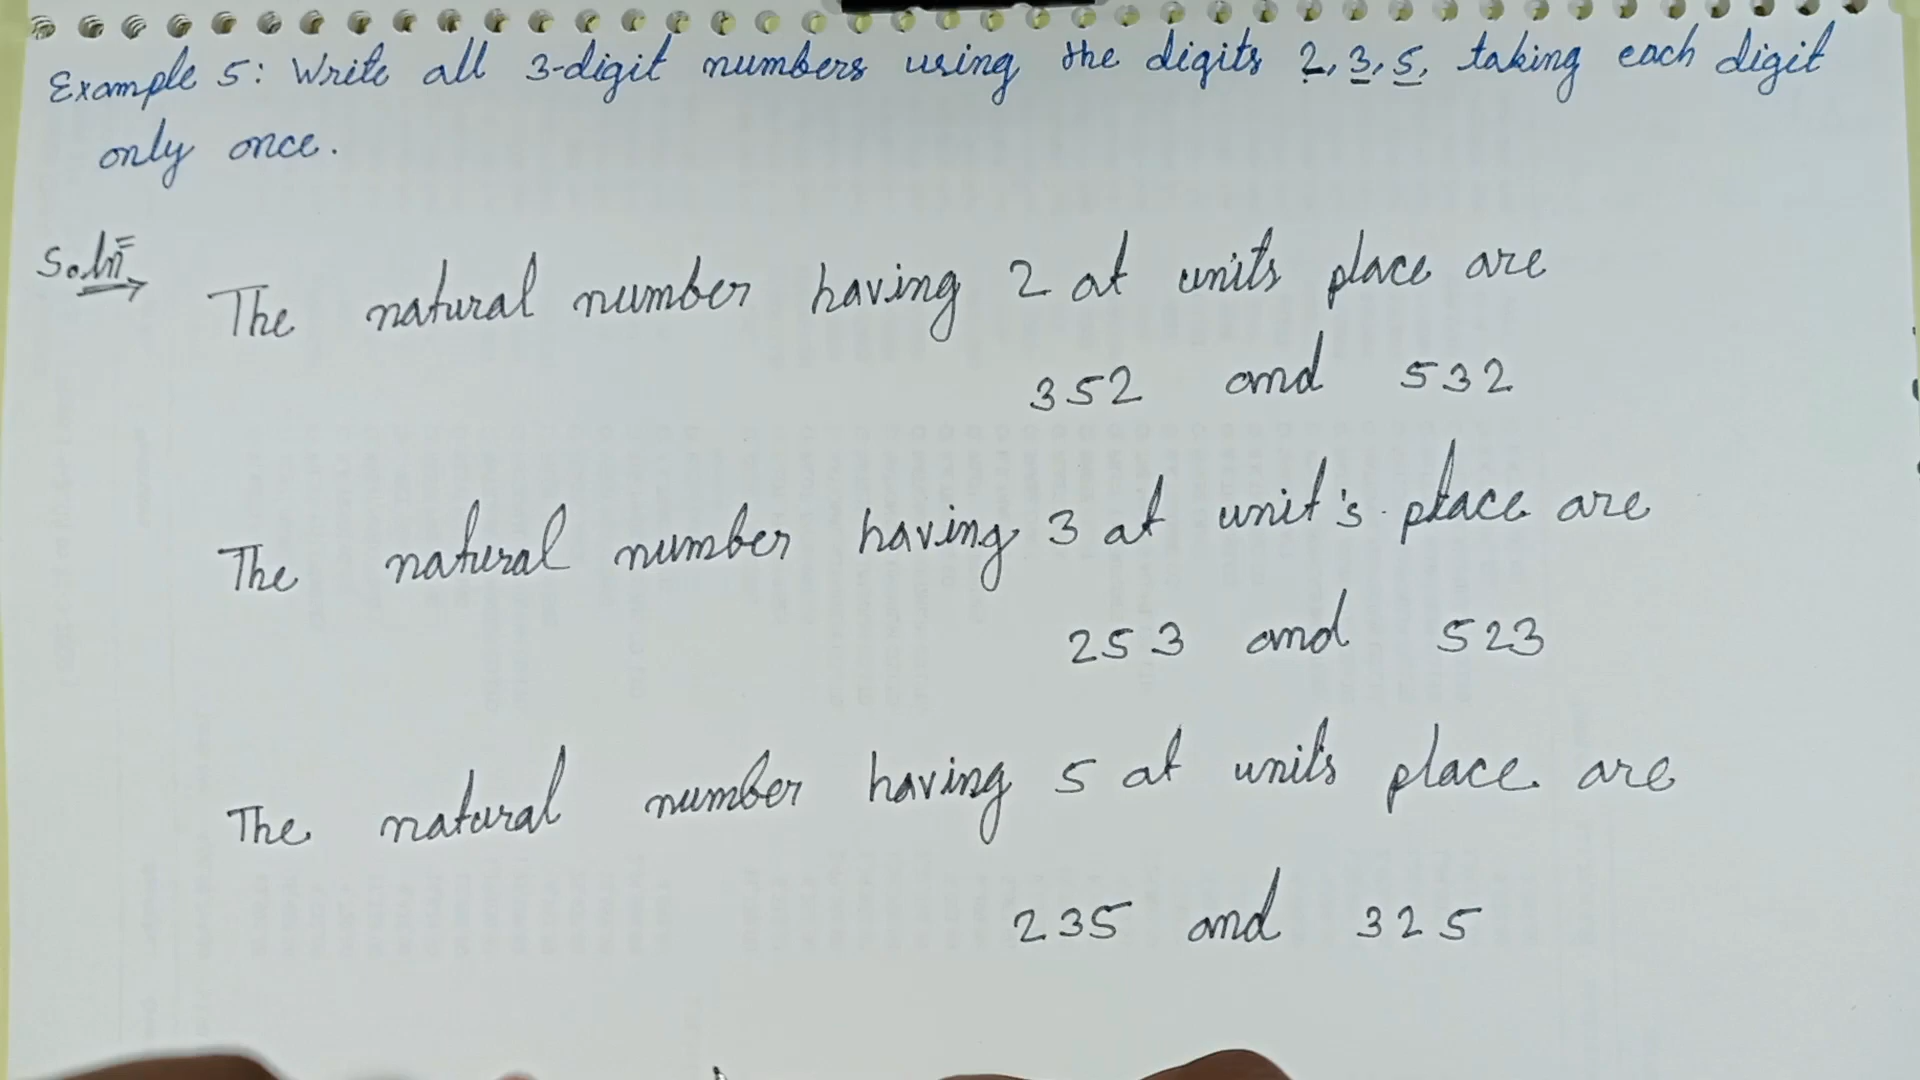 Example 5: Write all 3-digit numbers using the digits 2, 3, 5, taking each digit
only once.
Soln
The natural number having 2 at units place are
352 and 532
The natural number having 3 at unit's place are
253 and 523
The natural number having 5 at unit's place are
235 and 325